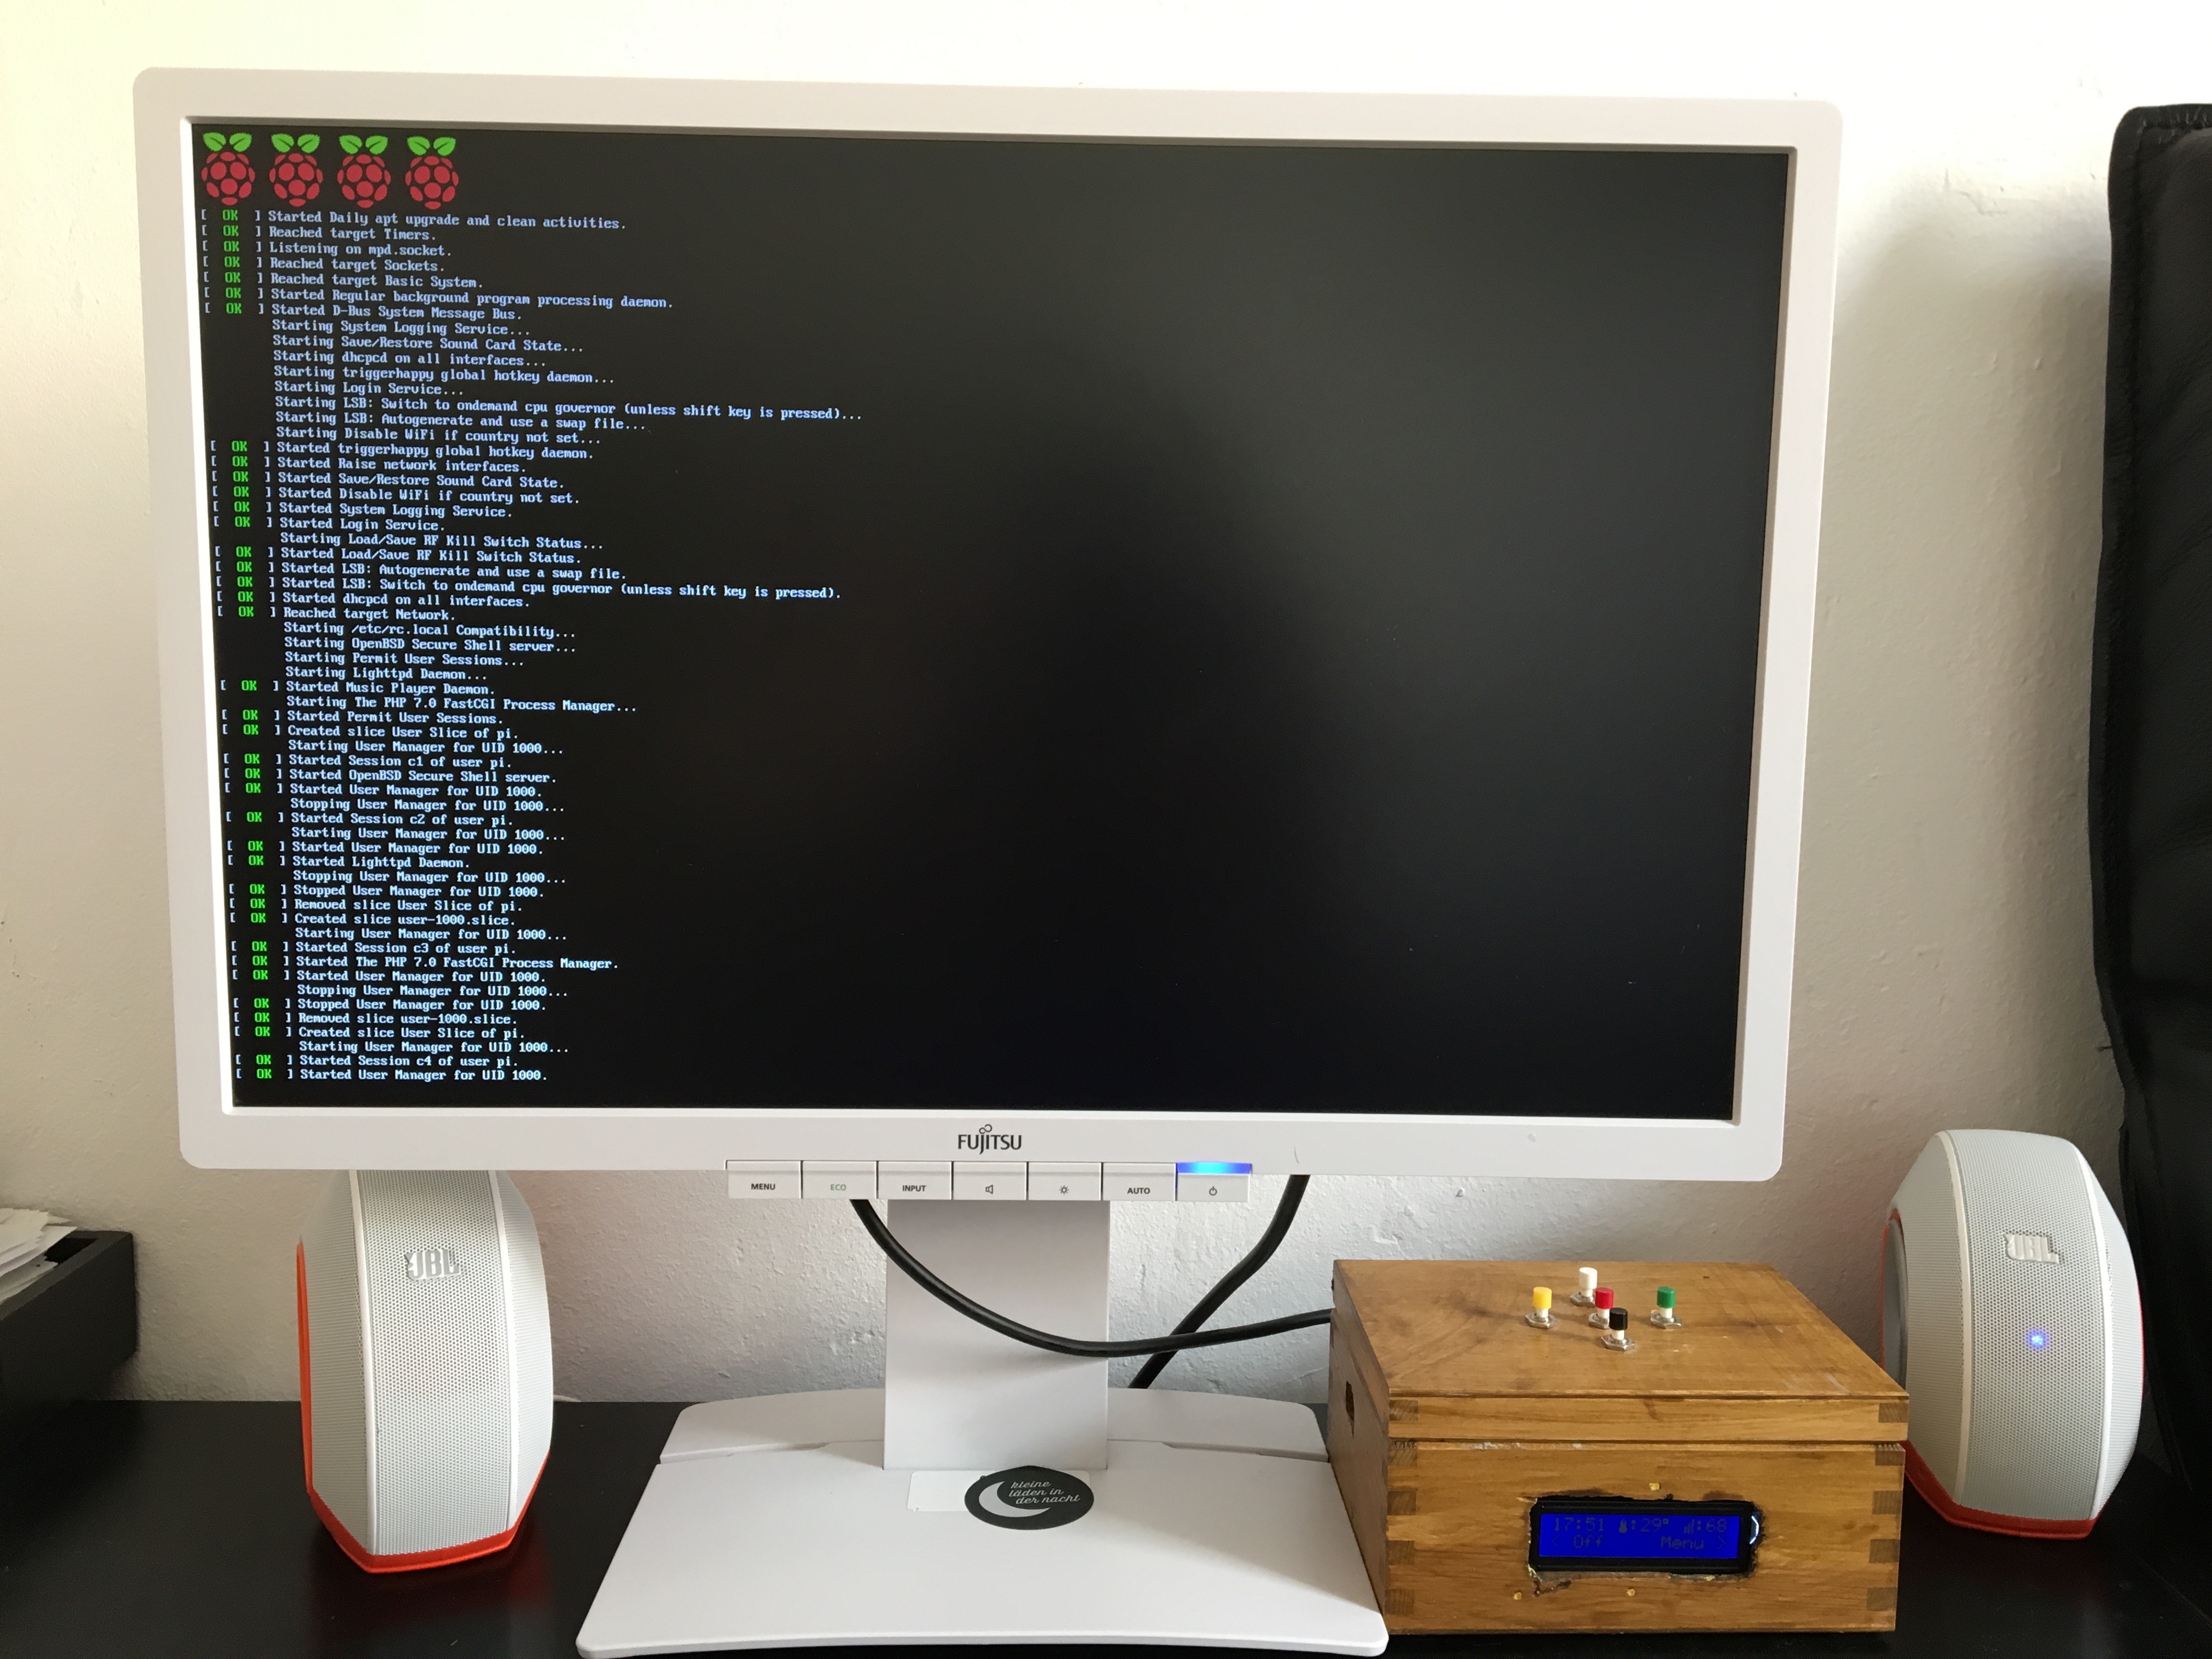 [  OK  ] Started Daily apt upgrade and clean activities.
[  OK  ] Reached target Timers.
[  OK  ] Listening on mpd.socket.
[  OK  ] Reached target Sockets.
[  OK  ] Reached target Basic System.
[  OK  ] Started Regular background program processing daemon.
[  OK  ] Started D-Bus System Message Bus.
Starting System Logging Service...
Starting Save/Restore Sound Card State...
Starting dhcpcd on all interfaces...
Starting triggerhappy global hotkey daemon...
Starting Login Service...
Starting LSB: Switch to ondemand cpu governor (unless shift key is pressed)...
Starting LSB: Autogenerate and use a swap file...
Starting Disable WiFi if country not set...
[  OK  ] Started triggerhappy global hotkey daemon.
[  OK  ] Started Raise network interfaces.
[  OK  ] Started Save/Restore Sound Card State.
[  OK  ] Started Disable WiFi if country not set.
[  OK  ] Started System Logging Service.
[  OK  ] Started Login Service.
Starting Load/Save RF Kill Switch Status...
[  OK  ] Started Load/Save RF Kill Switch Status.
[  OK  ] Started LSB: Autogenerate and use a swap file.
[  OK  ] Started LSB: Switch to ondemand cpu governor (unless shift key is pressed).
[  OK  ] Started dhcpcd on all interfaces.
[  OK  ] Reached target Network.
Starting /etc/rc.local Compatibility...
Starting OpenBSD Secure Shell server...
Starting Permit User Sessions...
Starting Lighttpd Daemon...
[  OK  ] Started Music Player Daemon.
Starting The PHP 7.0 FastCGI Process Manager...
[  OK  ] Started Permit User Sessions.
[  OK  ] Created slice User Slice of pi.
Starting User Manager for UID 1000...
[  OK  ] Started Session c1 of user pi.
[  OK  ] Started OpenBSD Secure Shell server.
[  OK  ] Started User Manager for UID 1000.
Stopping User Manager for UID 1000...
[  OK  ] Started Session c2 of user pi.
Starting User Manager for UID 1000...
[  OK  ] Started User Manager for UID 1000.
[  OK  ] Started Lighttpd Daemon.
Stopping User Manager for UID 1000...
[  OK  ] Stopped User Manager for UID 1000.
[  OK  ] Removed slice User Slice of pi.
[  OK  ] Created slice user-1000.slice.
Starting User Manager for UID 1000...
[  OK  ] Started Session c3 of user pi.
[  OK  ] Started The PHP 7.0 FastCGI Process Manager.
[  OK  ] Started User Manager for UID 1000.
Stopping User Manager for UID 1000...
[  OK  ] Stopped User Manager for UID 1000.
[  OK  ] Removed slice user-1000.slice.
[  OK  ] Created slice User Slice of pi.
Starting User Manager for UID 1000...
[  OK  ] Started Session c4 of user pi.
[  OK  ] Started User Manager for UID 1000.
FUJITSU
MENU ECO INPUT AUTO
JBL
JBL
kleine
läden in
der nacht
17:51 :29° :68
Off Menu >